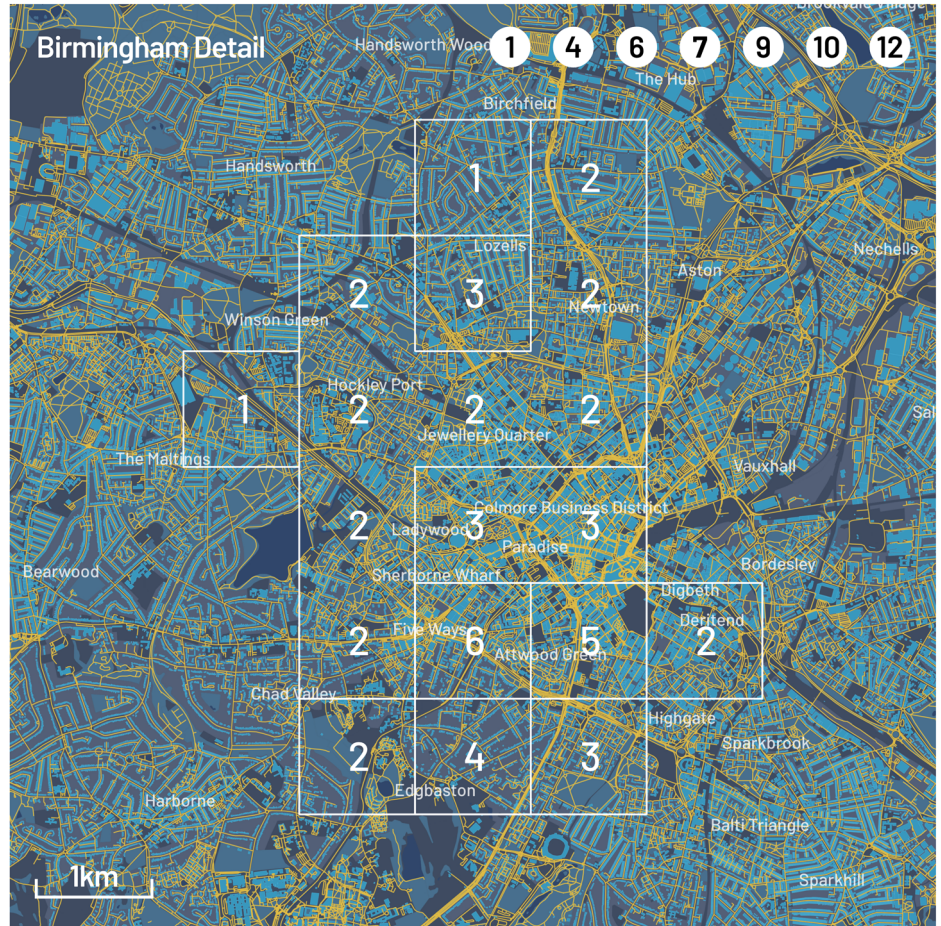 Brookvale Village
Birmingham Detail
Handsworth Wood
1 4 6 7 9 10 12
The Hub
Birchfield
Handsworth
1 2
Lozells
Nechells
Aston
2 3 2
Newtown
Winson Green
Hockley Port
1 2 2 2
Sal
Jewellery Quarter
The Maltings
Vauxhall
Colmore Business District
2 3 3
Ladywood
Paradise
Bordesley
Bearwood
Sherborne Wharf
Digbeth
Deritend
Five Ways
2 6 5 2
Attwood Green
Chad Valley
Highgate
Sparkbrook
2 4 3
Edgbaston
Harborne
Balti Triangle
1km
Sparkhill